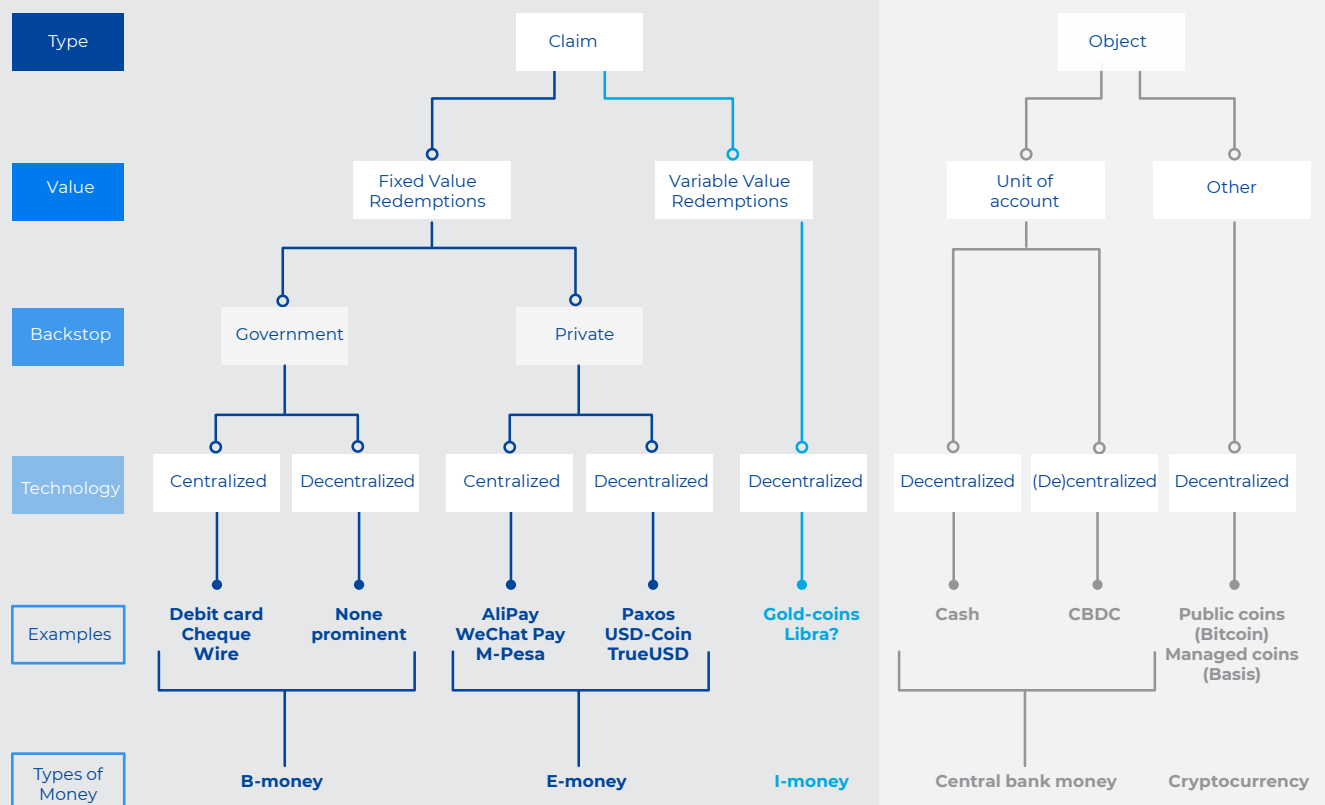 Type
Claim
Object
Value
Fixed Value
Redemptions
Variable Value
Redemptions
Unit of
account
Other
Backstop
Government
Private
Technology
Centralized
Decentralized
Centralized
Decentralized
Decentralized
Decentralized
(De)centralized
Decentralized
Examples
Debit card
Cheque
Wire
None
prominent
AliPay
WeChat Pay
M-Pesa
Paxos
USD-Coin
TrueUSD
Gold-coins
Libra?
Cash
CBDC
Public coins
(Bitcoin)
Managed coins
(Basis)
Types of
Money
B-money
E-money
I-money
Central bank money
Cryptocurrency